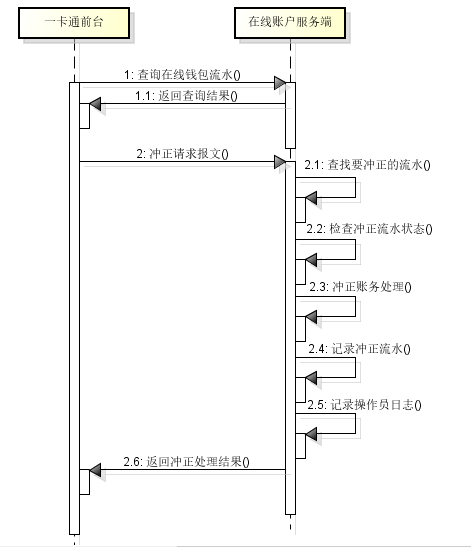 一卡通前台
在线账户服务端
1: 查询在线钱包流水()
1.1: 返回查询结果()
2: 冲正请求报文()
2.1: 查找要冲正的流水()
2.2: 检查冲正流水状态()
2.3: 冲正账务处理()
2.4: 记录冲正流水()
2.5: 记录操作员日志()
2.6: 返回冲正处理结果()